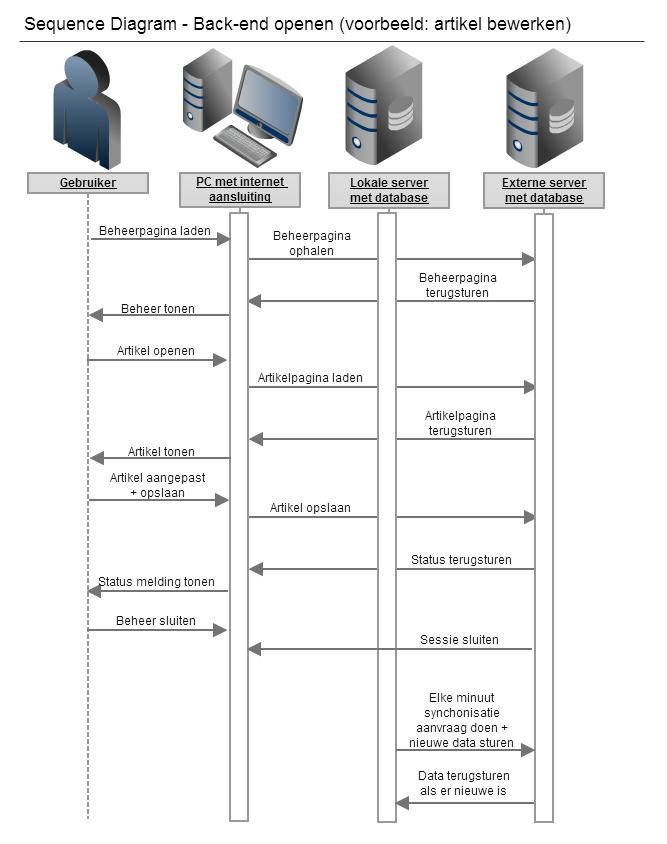 Sequence Diagram - Back-end openen (voorbeeld: artikel bewerken)
Gebruiker
PC met internet
aansluiting
Lokale server
met database
Externe server
met database
Beheerpagina laden
Beheerpagina
ophalen
Beheerpagina
terugsturen
Beheer tonen
Artikel openen
Artikelpagina laden
Artikelpagina
terugsturen
Artikel tonen
Artikel aangepast
+ opslaan
Artikel opslaan
Status terugsturen
Status melding tonen
Beheer sluiten
Sessie sluiten
Elke minuut
synchonisatie
aanvraag doen +
nieuwe data sturen
Data terugsturen
als er nieuwe is